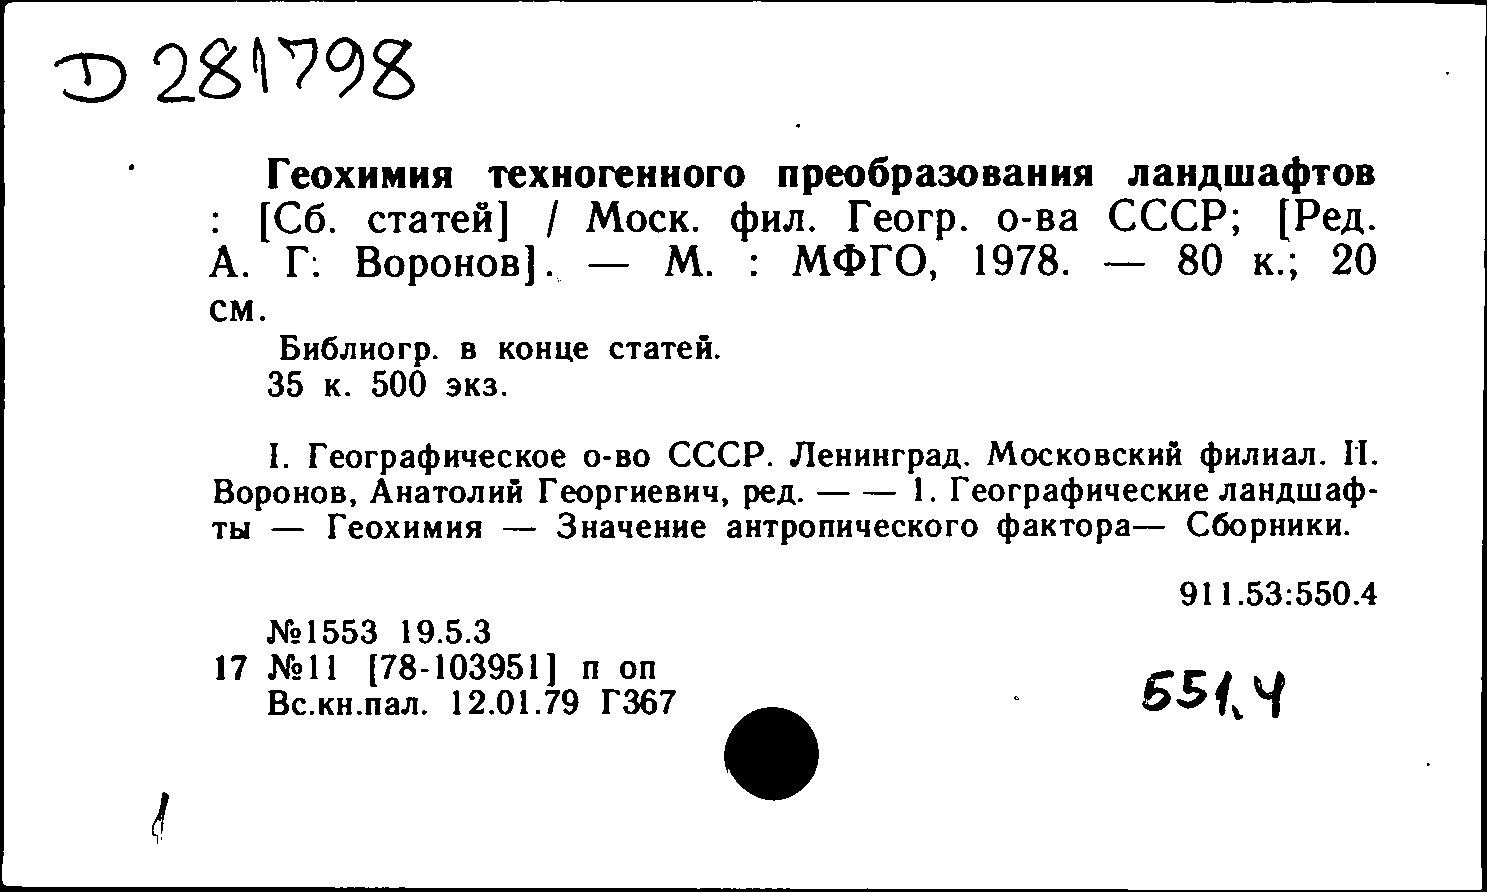 D 281798
Геохимия техногенного преобразования ландшафтов
: [Сб. статей] / Моск. фил. Геогр. о-ва СССР; [Ред.
А. Г. Воронов]. — М. : МФГО, 1978. — 80 к.; 20
см.
Библиогр. в конце статей.
35 к. 500 экз.
I. Географическое о-во СССР. Ленинград. Московский филиал. II.
Воронов, Анатолий Георгиевич, ред. — — 1. Географические ландшаф-
ты — Геохимия — Значение антропического фактора— Сборники.
911.53:550.4
№1553 19.5.3
17 №11 [78-103951] п оп
Вс.кн.пал. 12.01.79 Г367
551.4
1